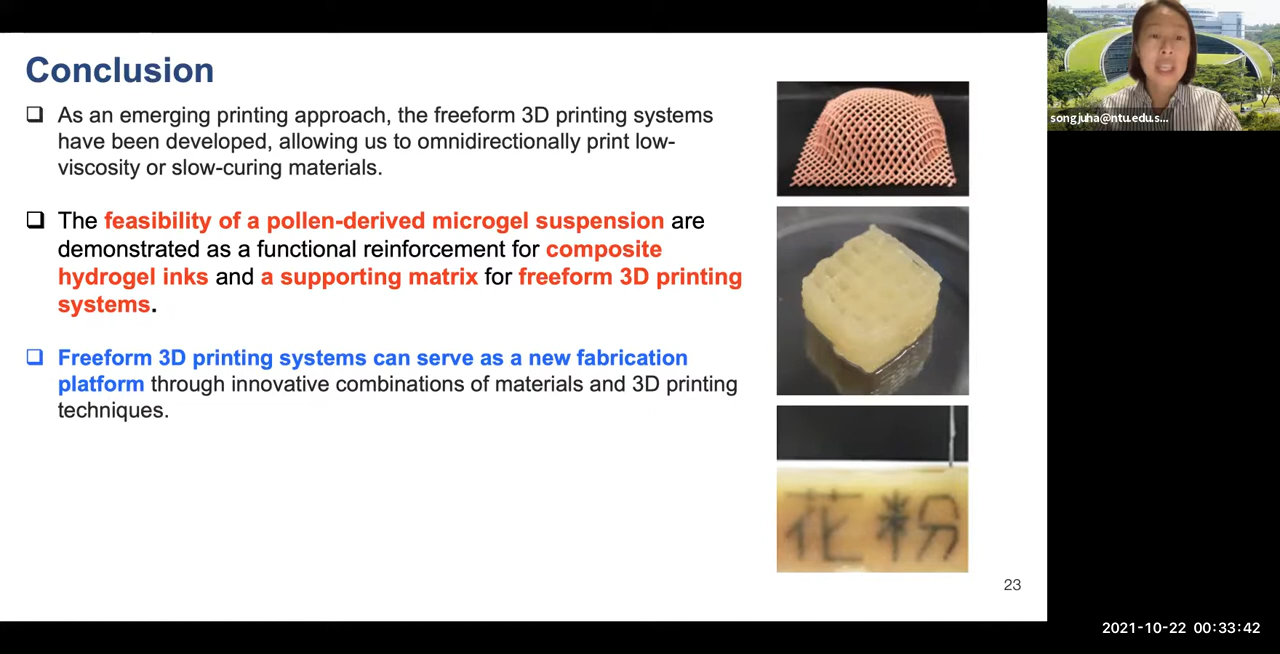 Conclusion
As an emerging printing approach, the freeform 3D printing systems
have been developed, allowing us to omnidirectionally print low-
viscosity or slow-curing materials.
The feasibility of a pollen-derived microgel suspension are
demonstrated as a functional reinforcement for composite
hydrogel inks and a supporting matrix for freeform 3D printing
systems.
Freeform 3D printing systems can serve as a new fabrication
platform through innovative combinations of materials and 3D printing
techniques.
花粉
23
songjuha@ntu.edu.s...
2021-10-22 00:33:42